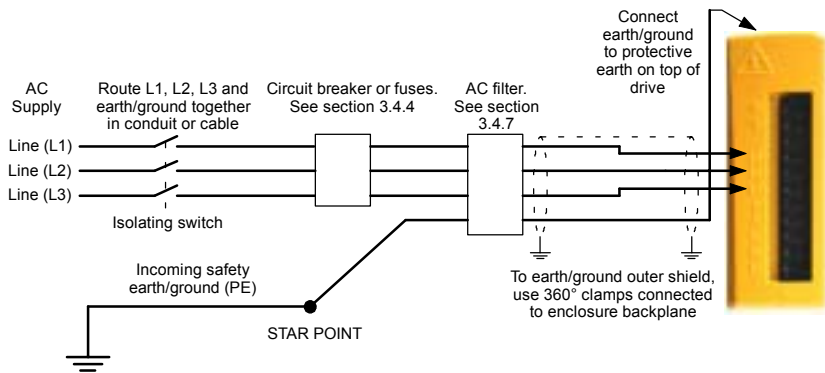 Connect
earth/ground
to protective
earth on top of
drive
AC
Supply
Route L1, L2, L3 and
earth/ground together
in conduit or cable
Circuit breaker or fuses.
See section 3.4.4
AC filter.
See section
3.4.7
Line (L1)
Line (L2)
Line (L3)
Isolating switch
Incoming safety
earth/ground (PE)
STAR POINT
To earth/ground outer shield,
use 360° clamps connected
to enclosure backplane